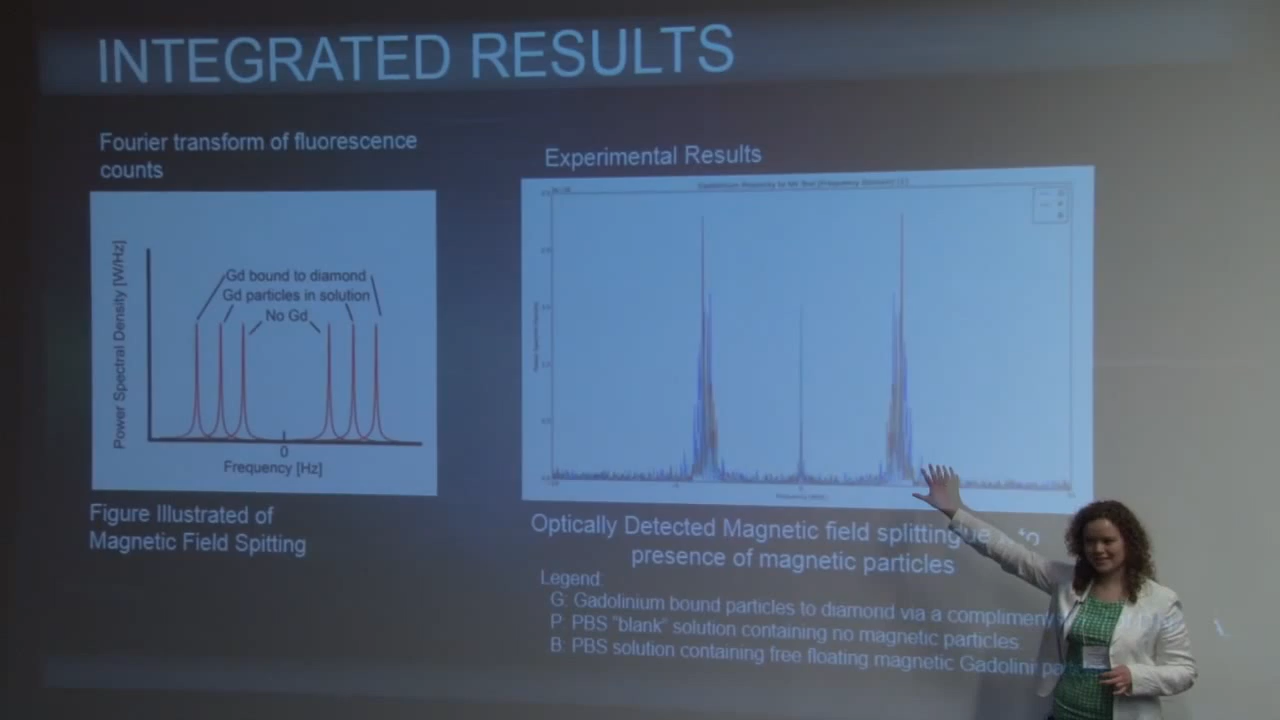 INTEGRATED RESULTS
Fourier transform of fluorescence
counts
Experimental Results
Power Spectral Density [W/Hz]
Gd bound to diamond
Gd particles in solution
No Gd
0
Frequency [Hz]
Figure Illustrated of
Magnetic Field Spitting
Optically Detected Magnetic field splitting to
presence of magnetic particles
Legend:
G: Gadolinium bound particles to diamond via a
P: PBS "blank" solution containing no magnetic particles
B: PBS solution containing free floating magnetic